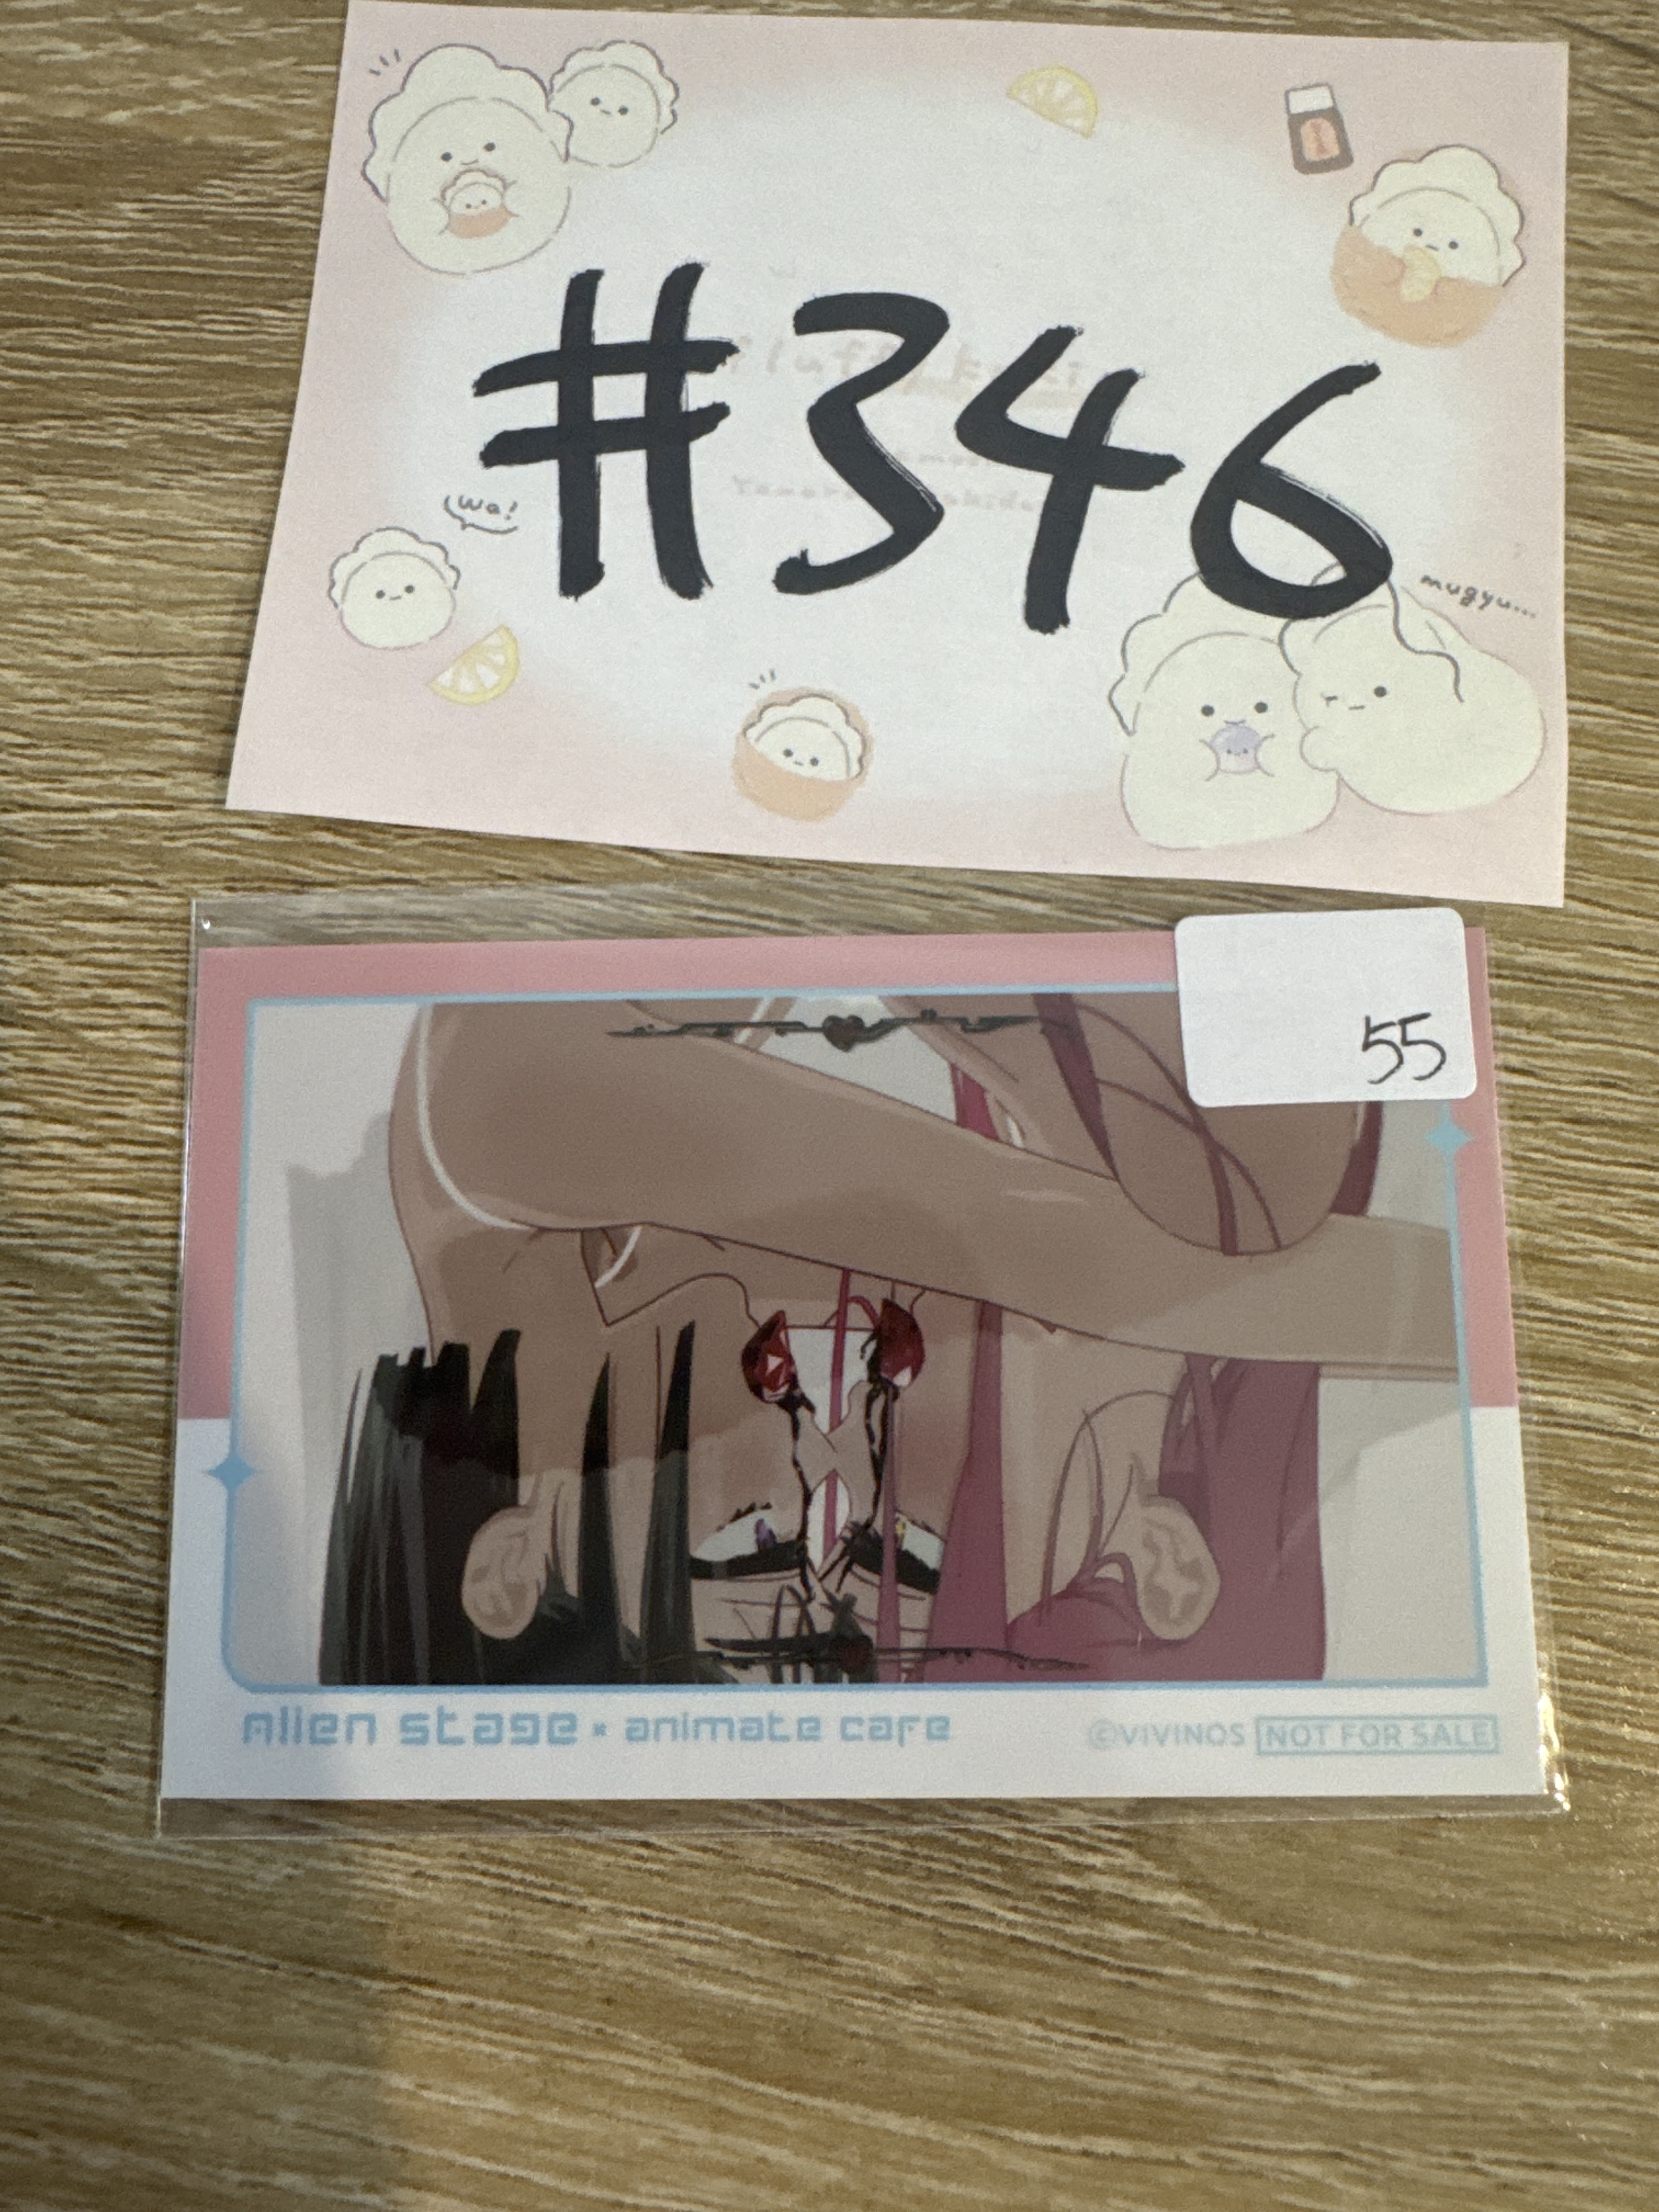 #346
wa!
mugyu...
55
Alien stage × animate cafe
©VIVINOS NOT FOR SALE